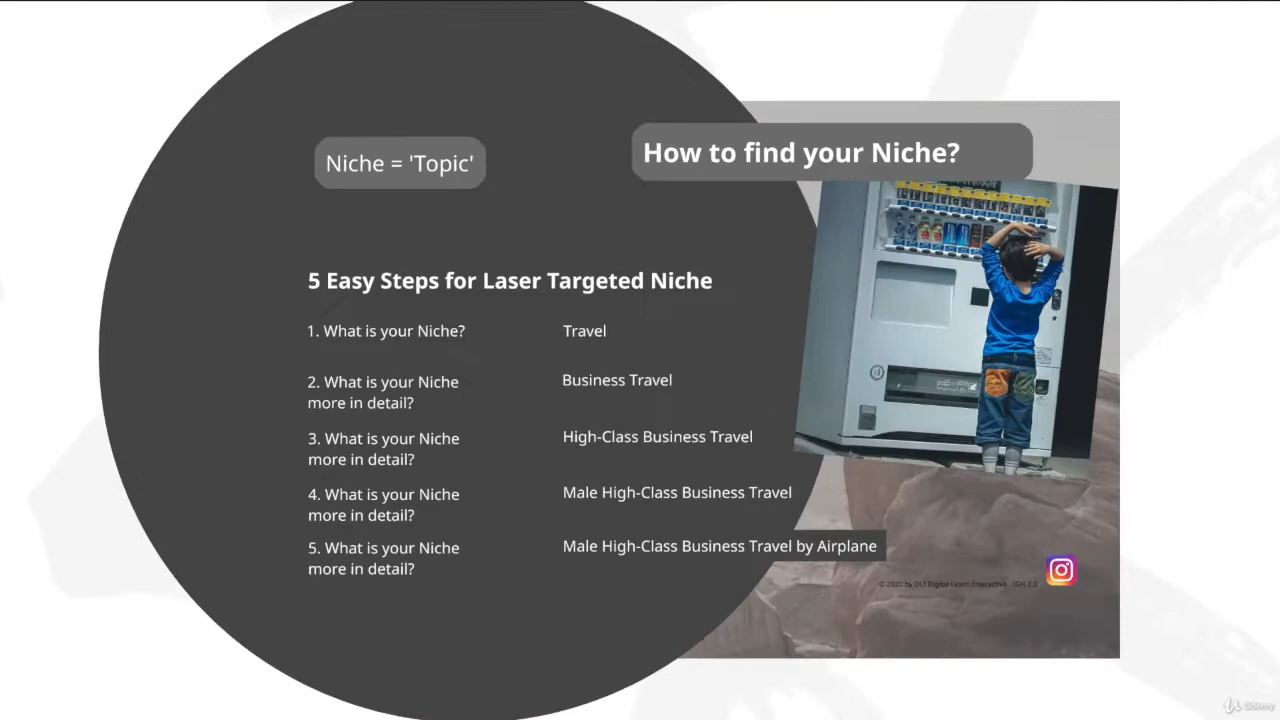 Niche = 'Topic'
How to find your Niche?
5 Easy Steps for Laser Targeted Niche
1. What is your Niche?
Travel
2. What is your Niche
more in detail?
Business Travel
3. What is your Niche
more in detail?
High-Class Business Travel
4. What is your Niche
more in detail?
Male High-Class Business Travel
5. What is your Niche
more in detail?
Male High-Class Business Travel by Airplane
© 2020 by DLI Digital Learn Interactive IGH 3.0
Udemy